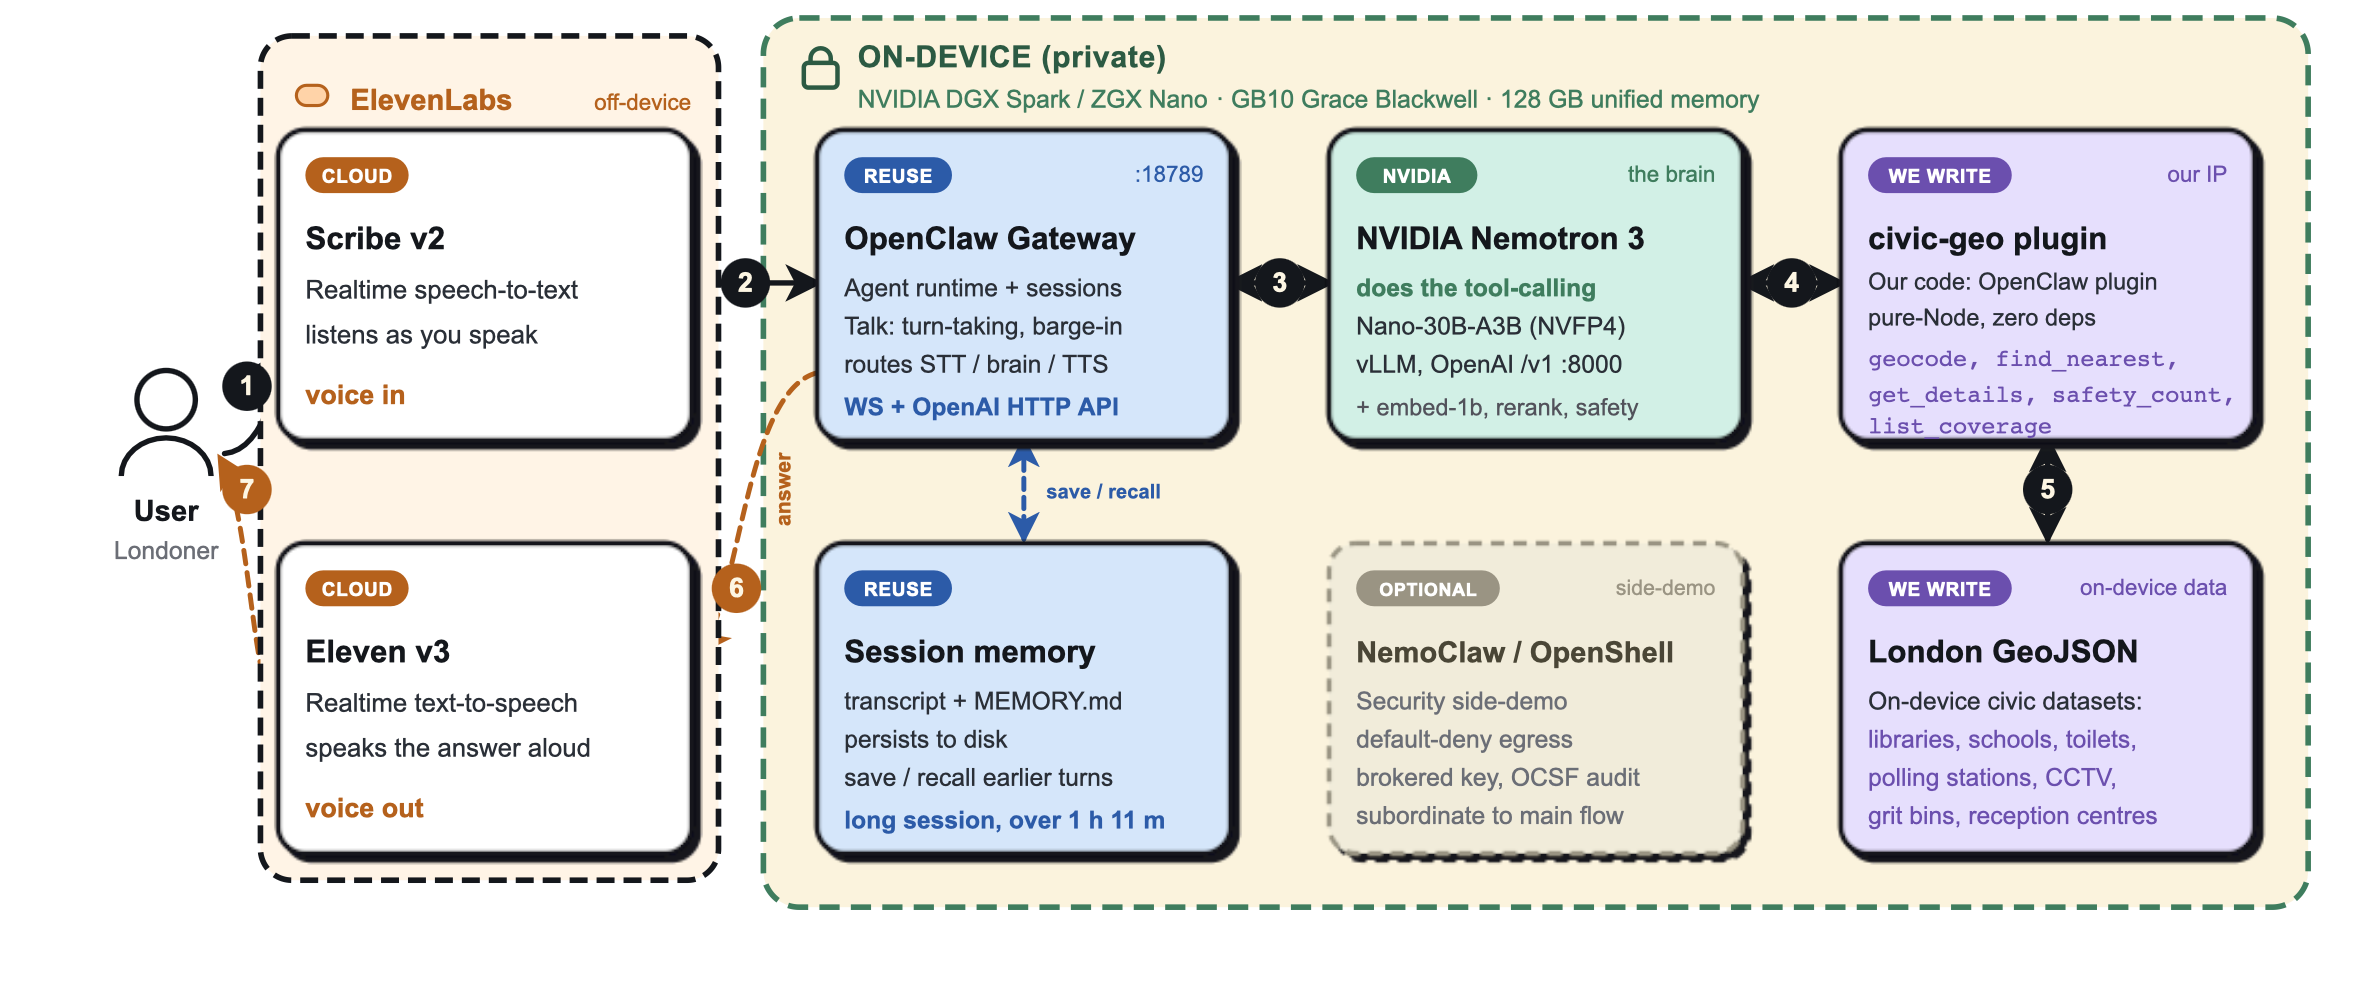 ElevenLabs
off-device
CLOUD
Scribe v2
Realtime speech-to-text
listens as you speak
voice in
1
7
User
Londoner
CLOUD
Eleven v3
Realtime text-to-speech
speaks the answer aloud
voice out
2
answer
6
ON-DEVICE (private)
NVIDIA DGX Spark / ZGX Nano · GB10 Grace Blackwell · 128 GB unified memory
REUSE
:18789
OpenClaw Gateway
Agent runtime + sessions
Talk: turn-taking, barge-in
routes STT / brain / TTS
WS + OpenAI HTTP API
save / recall
REUSE
Session memory
transcript + MEMORY.md
persists to disk
save / recall earlier turns
long session, over 1 h 11 m
3
NVIDIA
the brain
NVIDIA Nemotron 3
does the tool-calling
Nano-30B-A3B (NVFP4)
vLLM, OpenAI /v1 :8000
+ embed-1b, rerank, safety
OPTIONAL
side-demo
NemoClaw / OpenShell
Security side-demo
default-deny egress
brokered key, OCSF audit
subordinate to main flow
4
WE WRITE
our IP
civic-geo plugin
Our code: OpenClaw plugin
pure-Node, zero deps
geocode, find_nearest,
get_details, safety_count,
list_coverage
5
WE WRITE
on-device data
London GeoJSON
On-device civic datasets:
libraries, schools, toilets,
polling stations, CCTV,
grit bins, reception centres